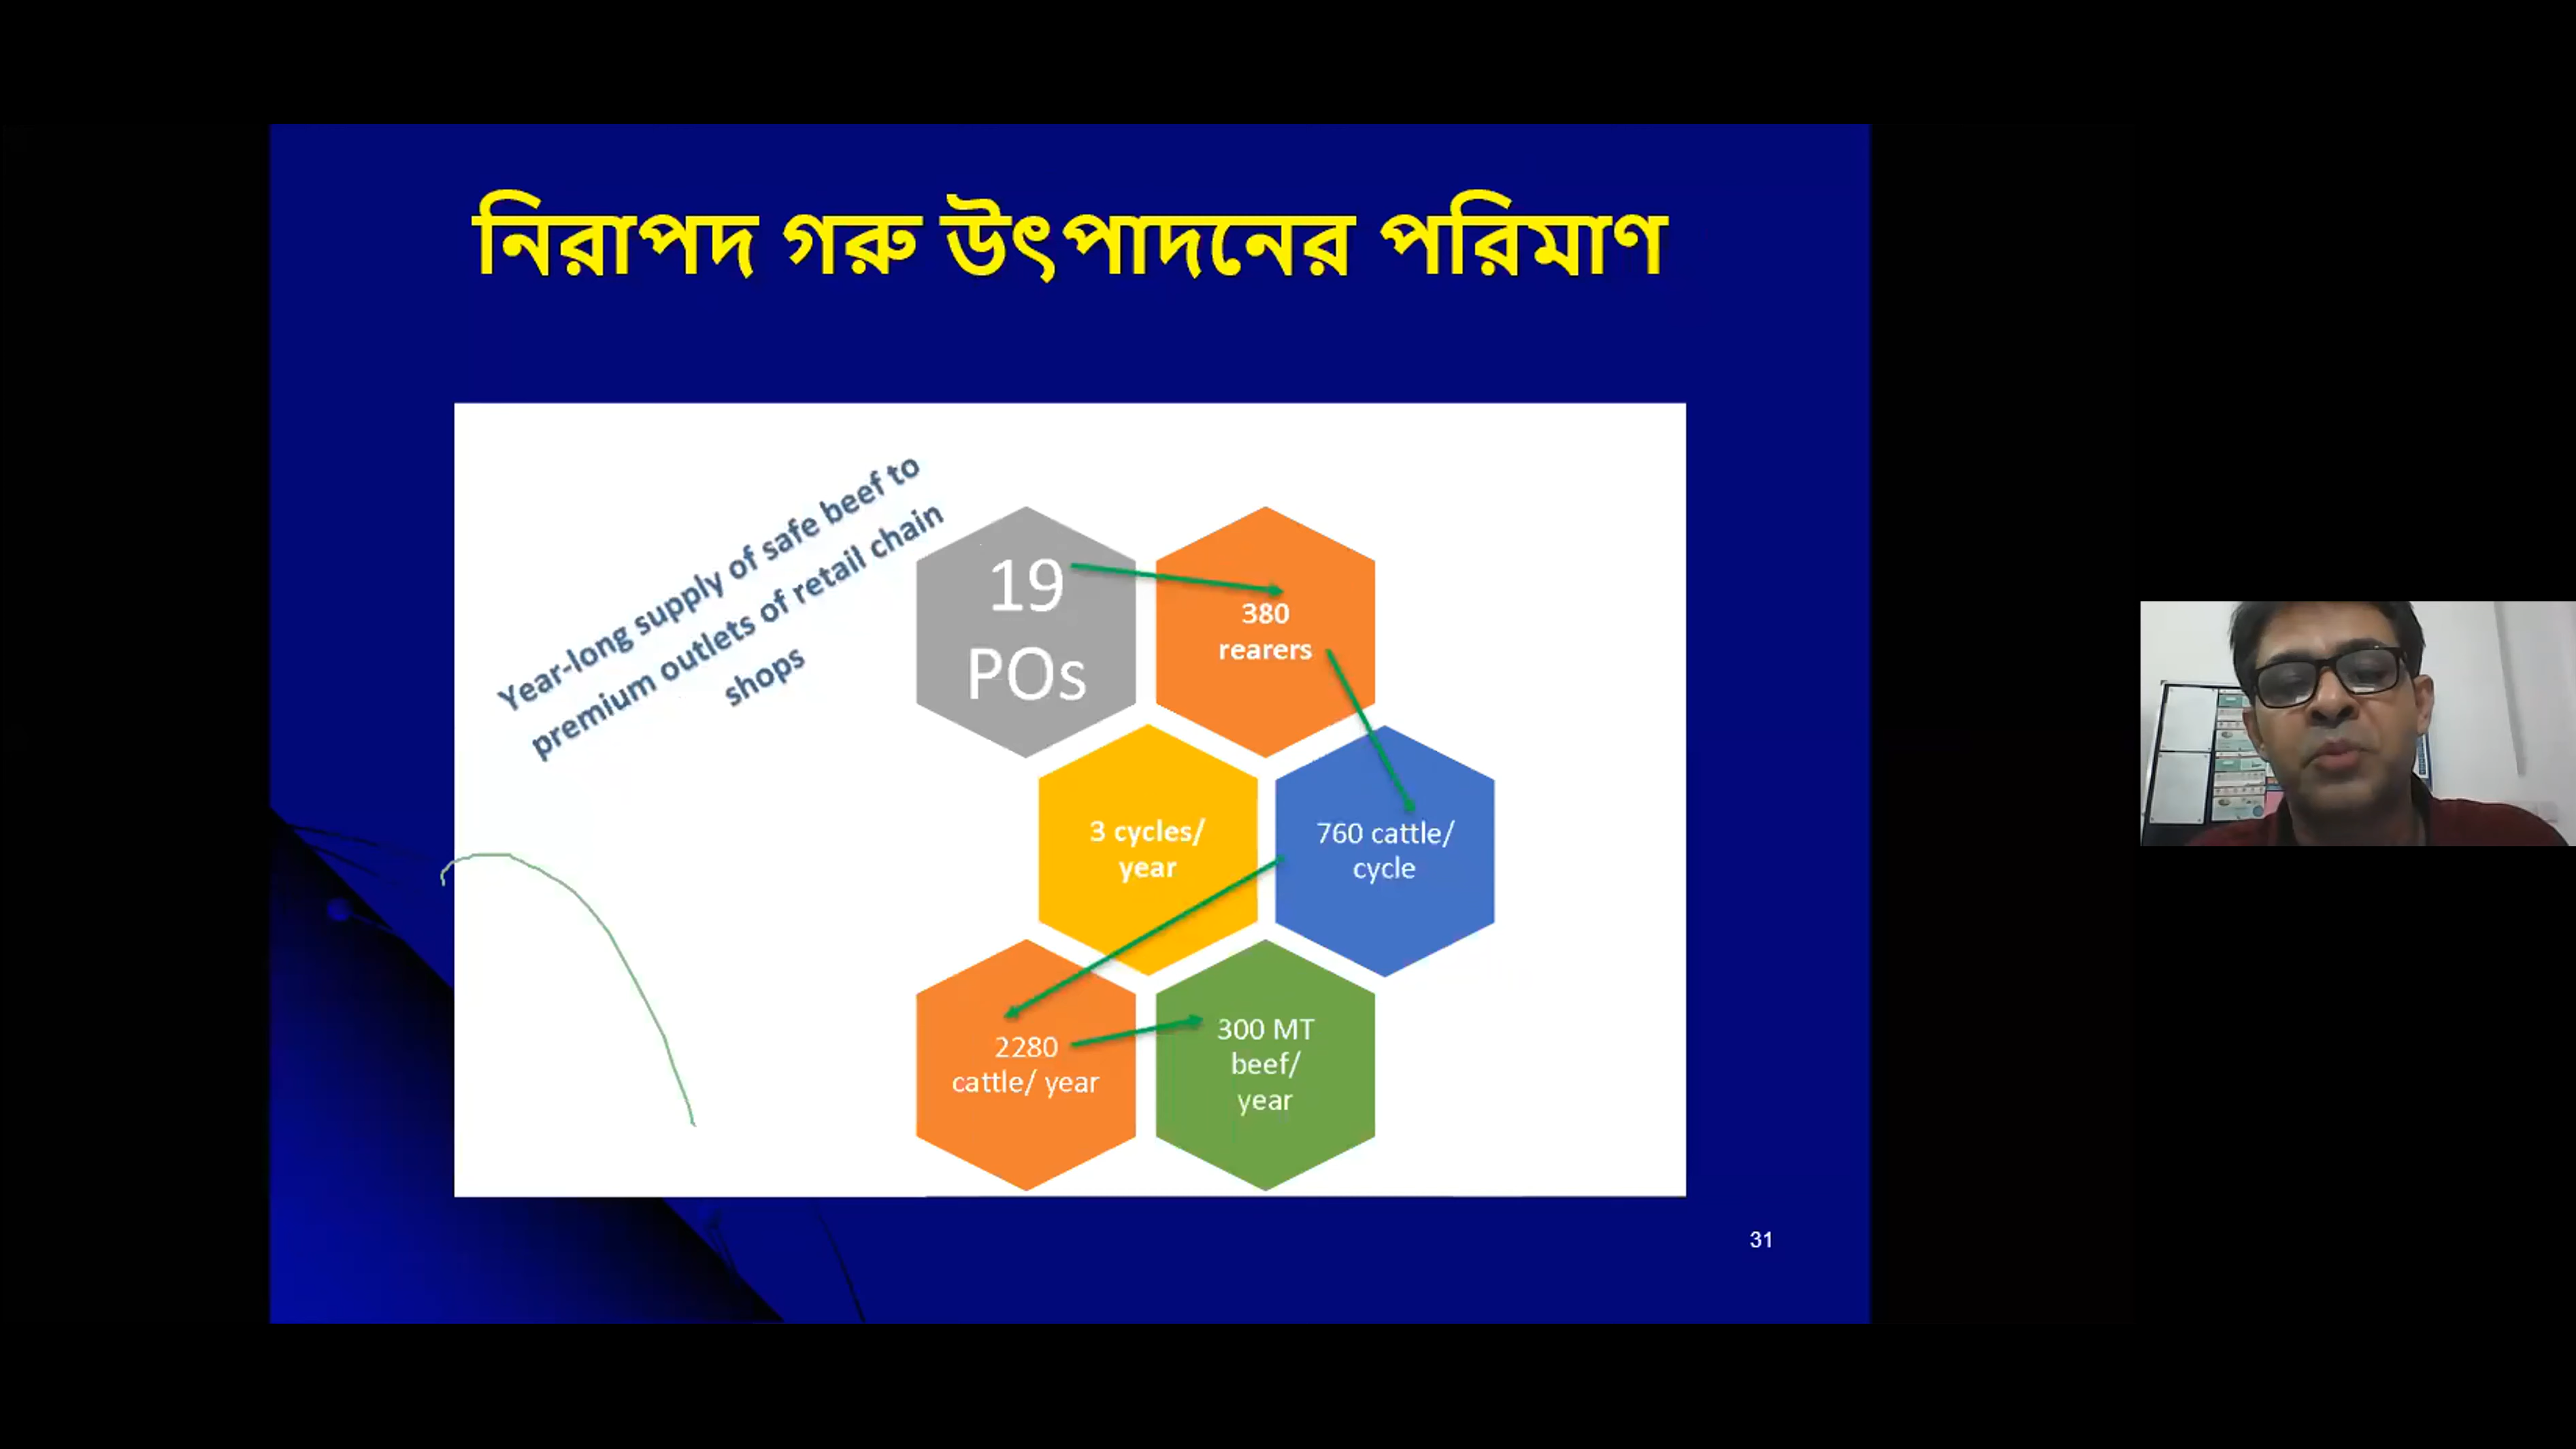 নিরাপদ গরু উৎপাদনের পরিমাণ
Year-long supply of safe beef to
premium outlets of retail chain
shops
19
POs
380
rearers
3 cycles/
year
760 cattle/
cycle
2280
cattle/ year
300 MT
beef/
year
31